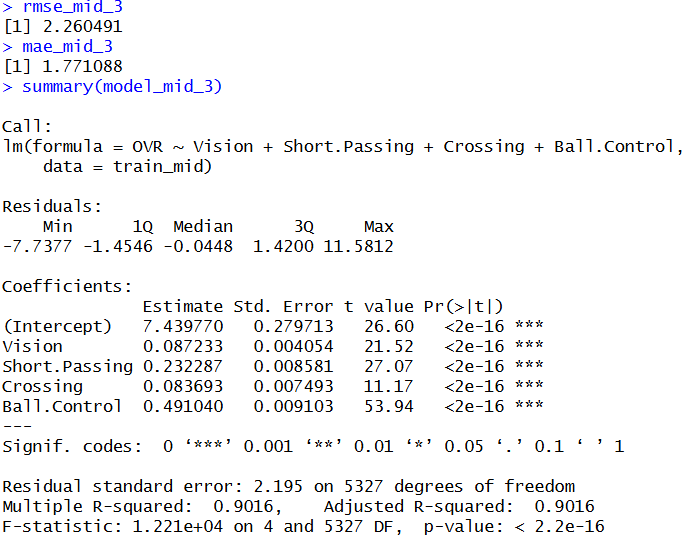 > rmse_mid_3
[1] 2.260491
> mae_mid_3
[1] 1.771088
> summary(model_mid_3)

Call:
lm(formula = OVR ~ Vision + Short.Passing + Crossing + Ball.Control,
    data = train_mid)

Residuals:
    Min      1Q  Median      3Q     Max
-7.7377 -1.4546 -0.0448  1.4200 11.5812

Coefficients:
              Estimate Std. Error t value Pr(>|t|)
(Intercept)   7.439770   0.279713   26.60   <2e-16 ***
Vision        0.087233   0.004054   21.52   <2e-16 ***
Short.Passing 0.232287   0.008581   27.07   <2e-16 ***
Crossing      0.083693   0.007493   11.17   <2e-16 ***
Ball.Control  0.491040   0.009103   53.94   <2e-16 ***
---
Signif. codes:  0 ‘***’ 0.001 ‘**’ 0.01 ‘*’ 0.05 ‘.’ 0.1 ‘ ’ 1

Residual standard error: 2.195 on 5327 degrees of freedom
Multiple R-squared:  0.9016,    Adjusted R-squared:  0.9016
F-statistic: 1.221e+04 on 4 and 5327 DF,  p-value: < 2.2e-16